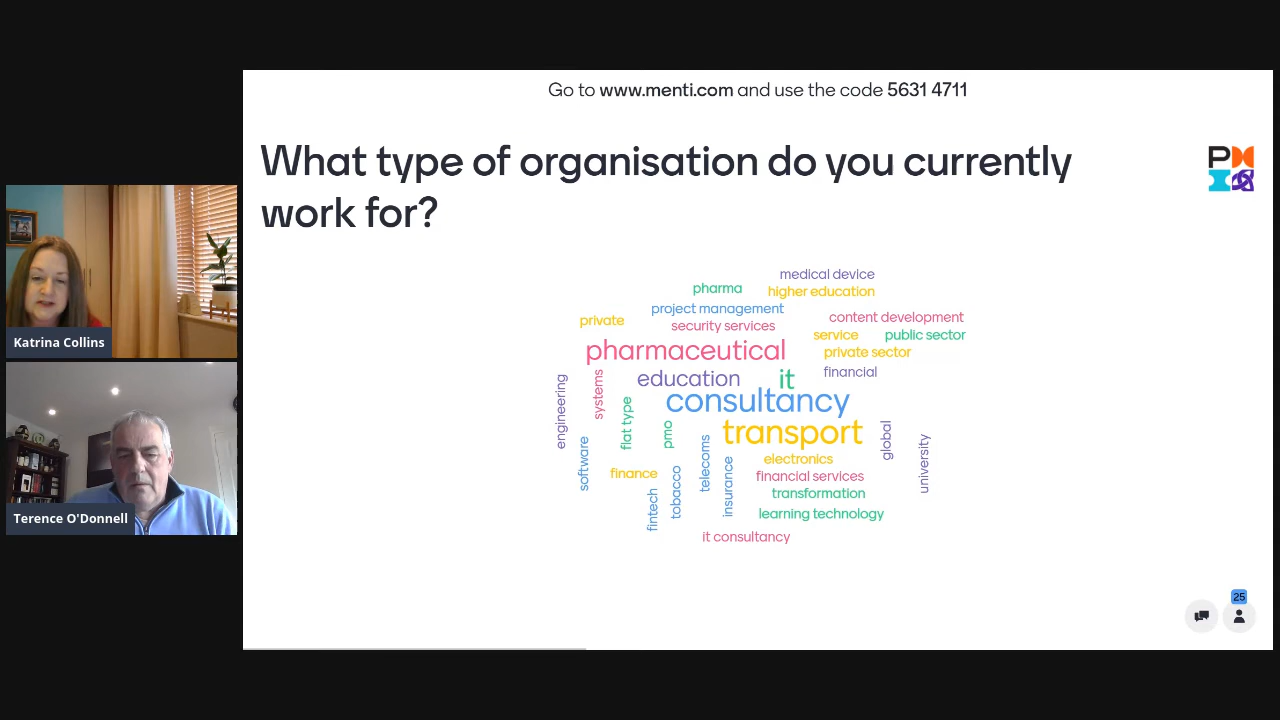 Go to www.menti.com and use the code 5631 4711
What type of organisation do you currently
work for?
PM
medical device
pharma
higher education
project management
content development
private
security services
service
public sector
pharmaceutical
private sector
education
it
financial
engineering
systems
flat type
consultancy
pmo
transport
global
university
software
telecoms
electronics
finance
tobacco
insurance
financial services
fintech
transformation
learning technology
it consultancy
25
Katrina Collins
Terence O'Donnell